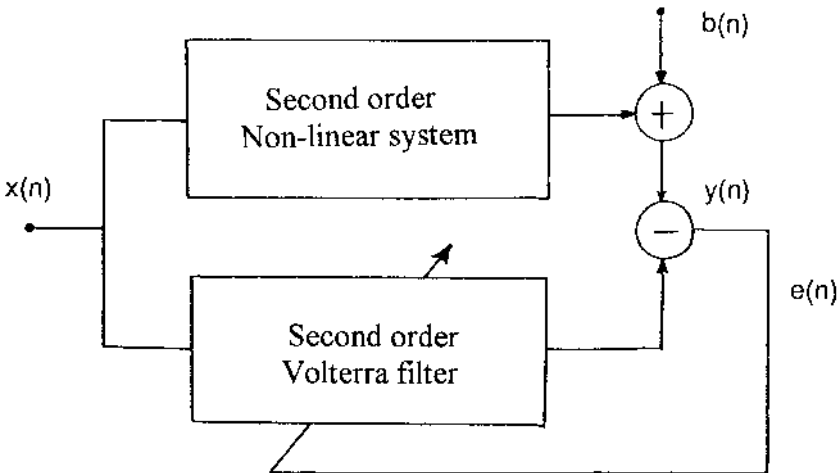 b(n)
Second order
Non-linear system
+
x(n)
y(n)
−
e(n)
Second order
Volterra filter